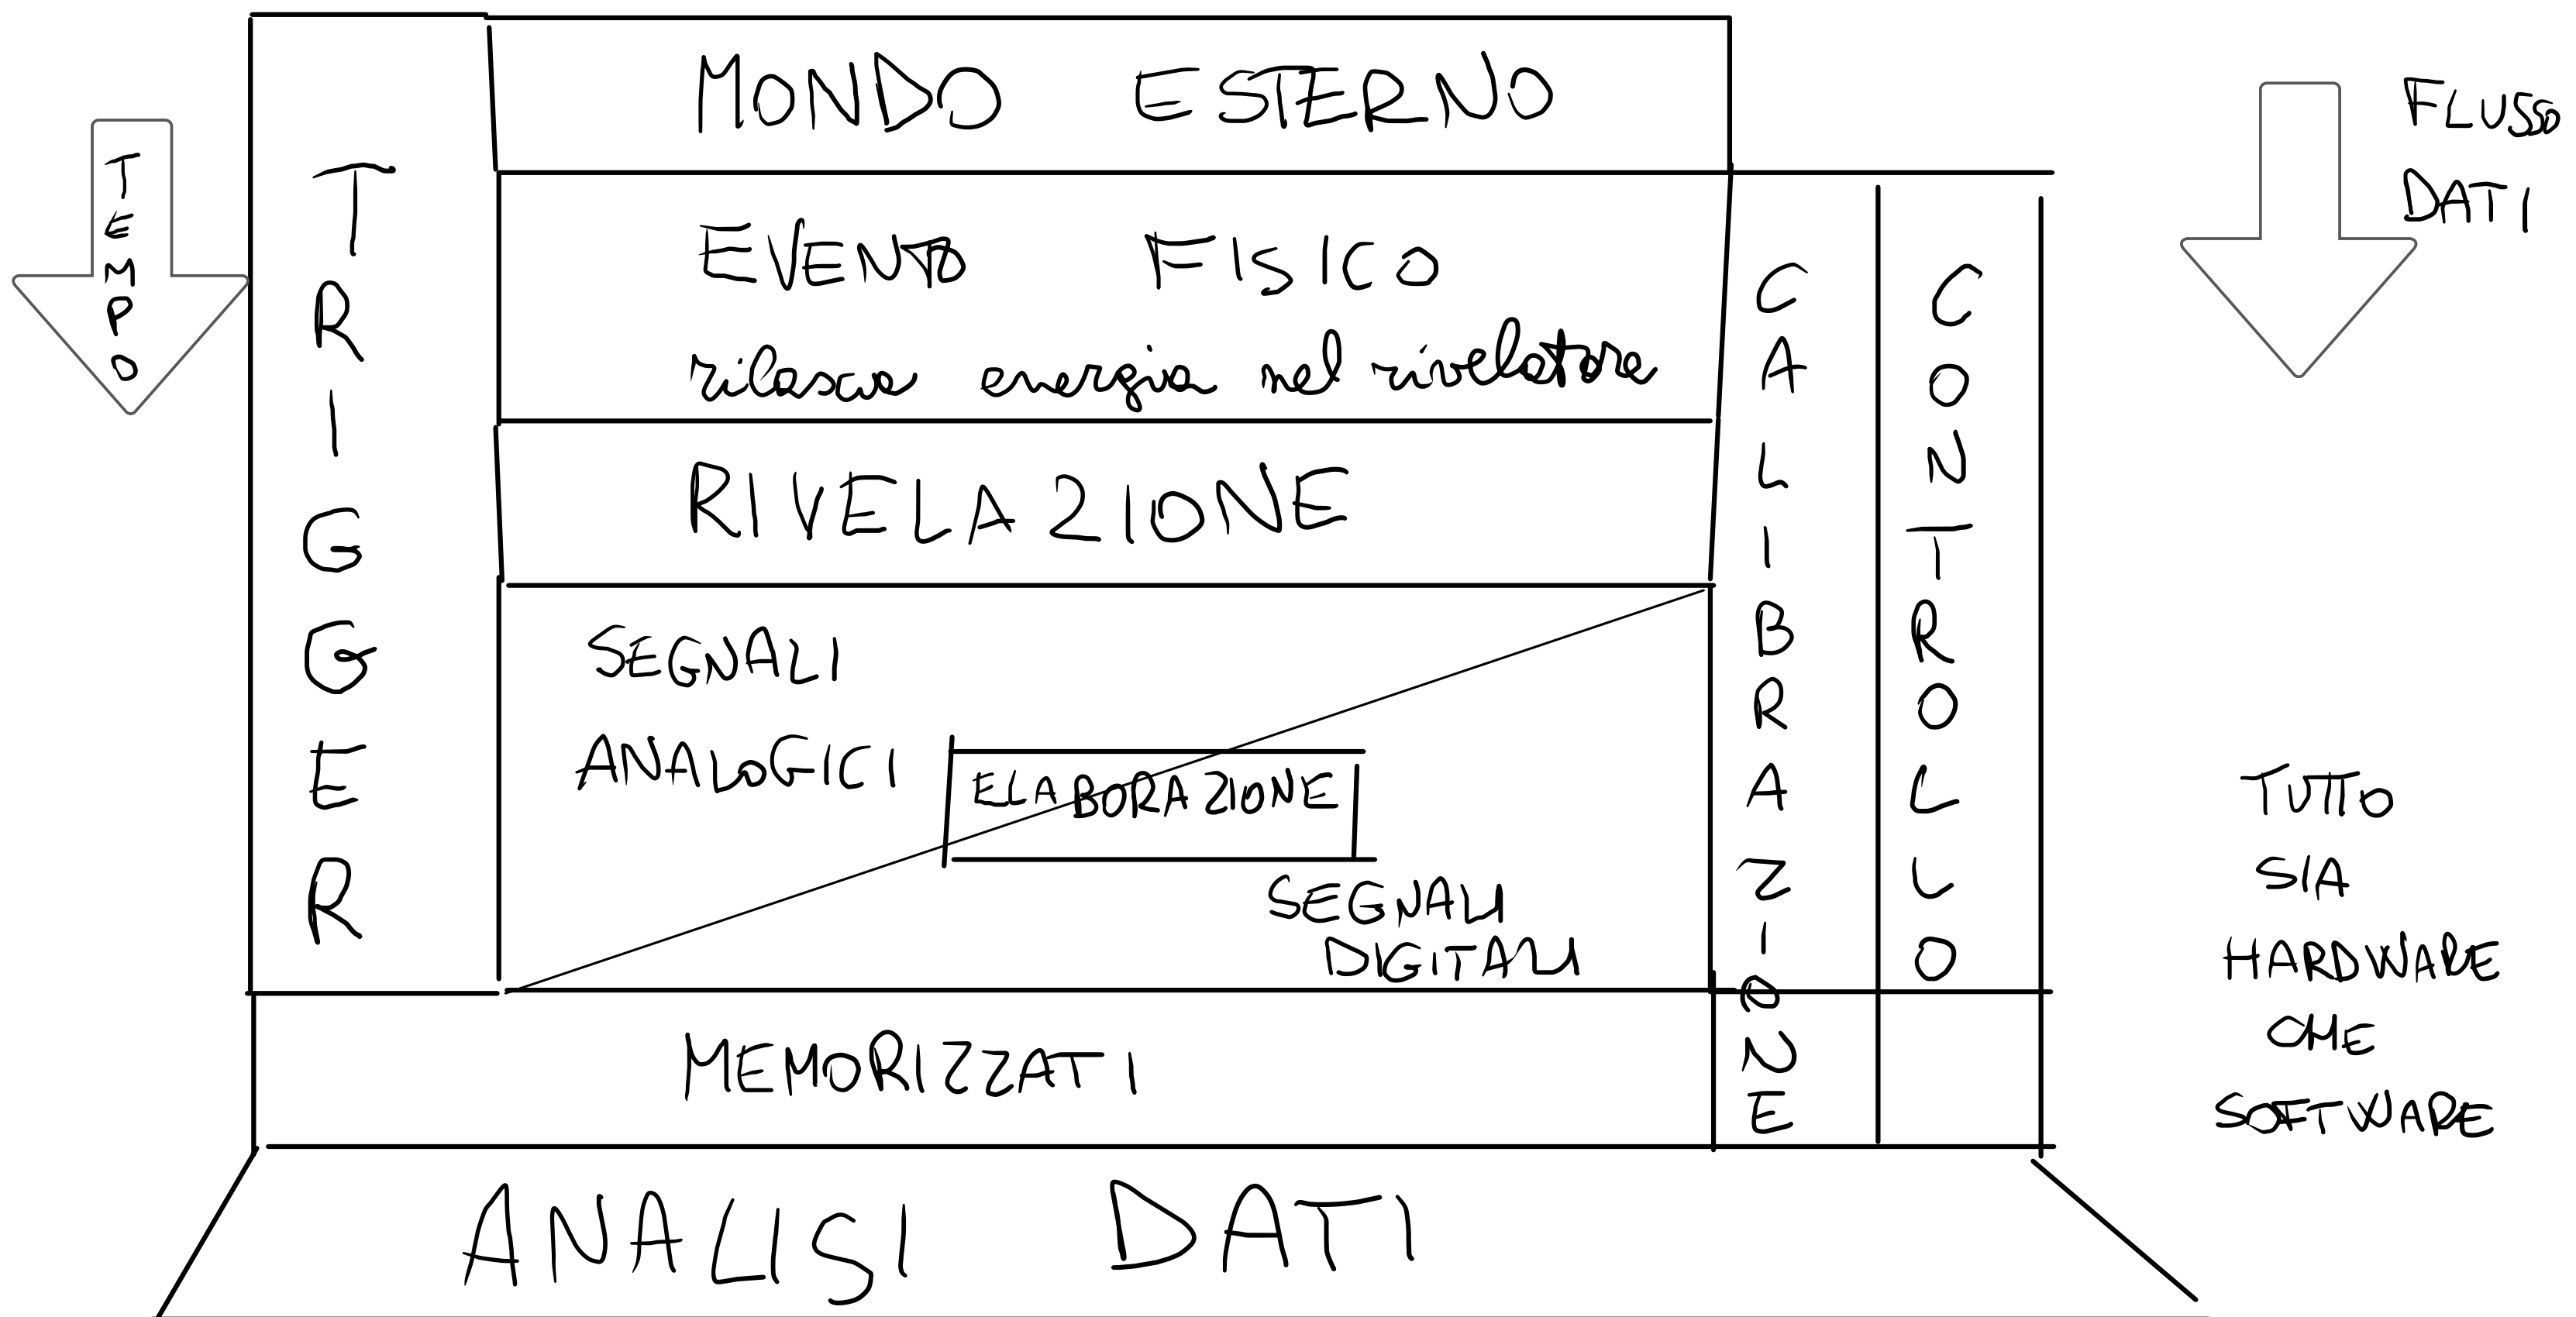 MONDO ESTERNO
FLUSSO
DATI
TEMPO
TRIGGER
EVENTO FISICO
rilascia energia nel rivelatore
RIVELAZIONE
CALIBRAZIONE
CONTROLLO
SEGNALI
ANALOGICI
ELABORAZIONE
SEGNALI
DIGITALI
TUTTO
SIA
HARDWARE
CHE
SOFTWARE
MEMORIZZATI
ANALISI DATI